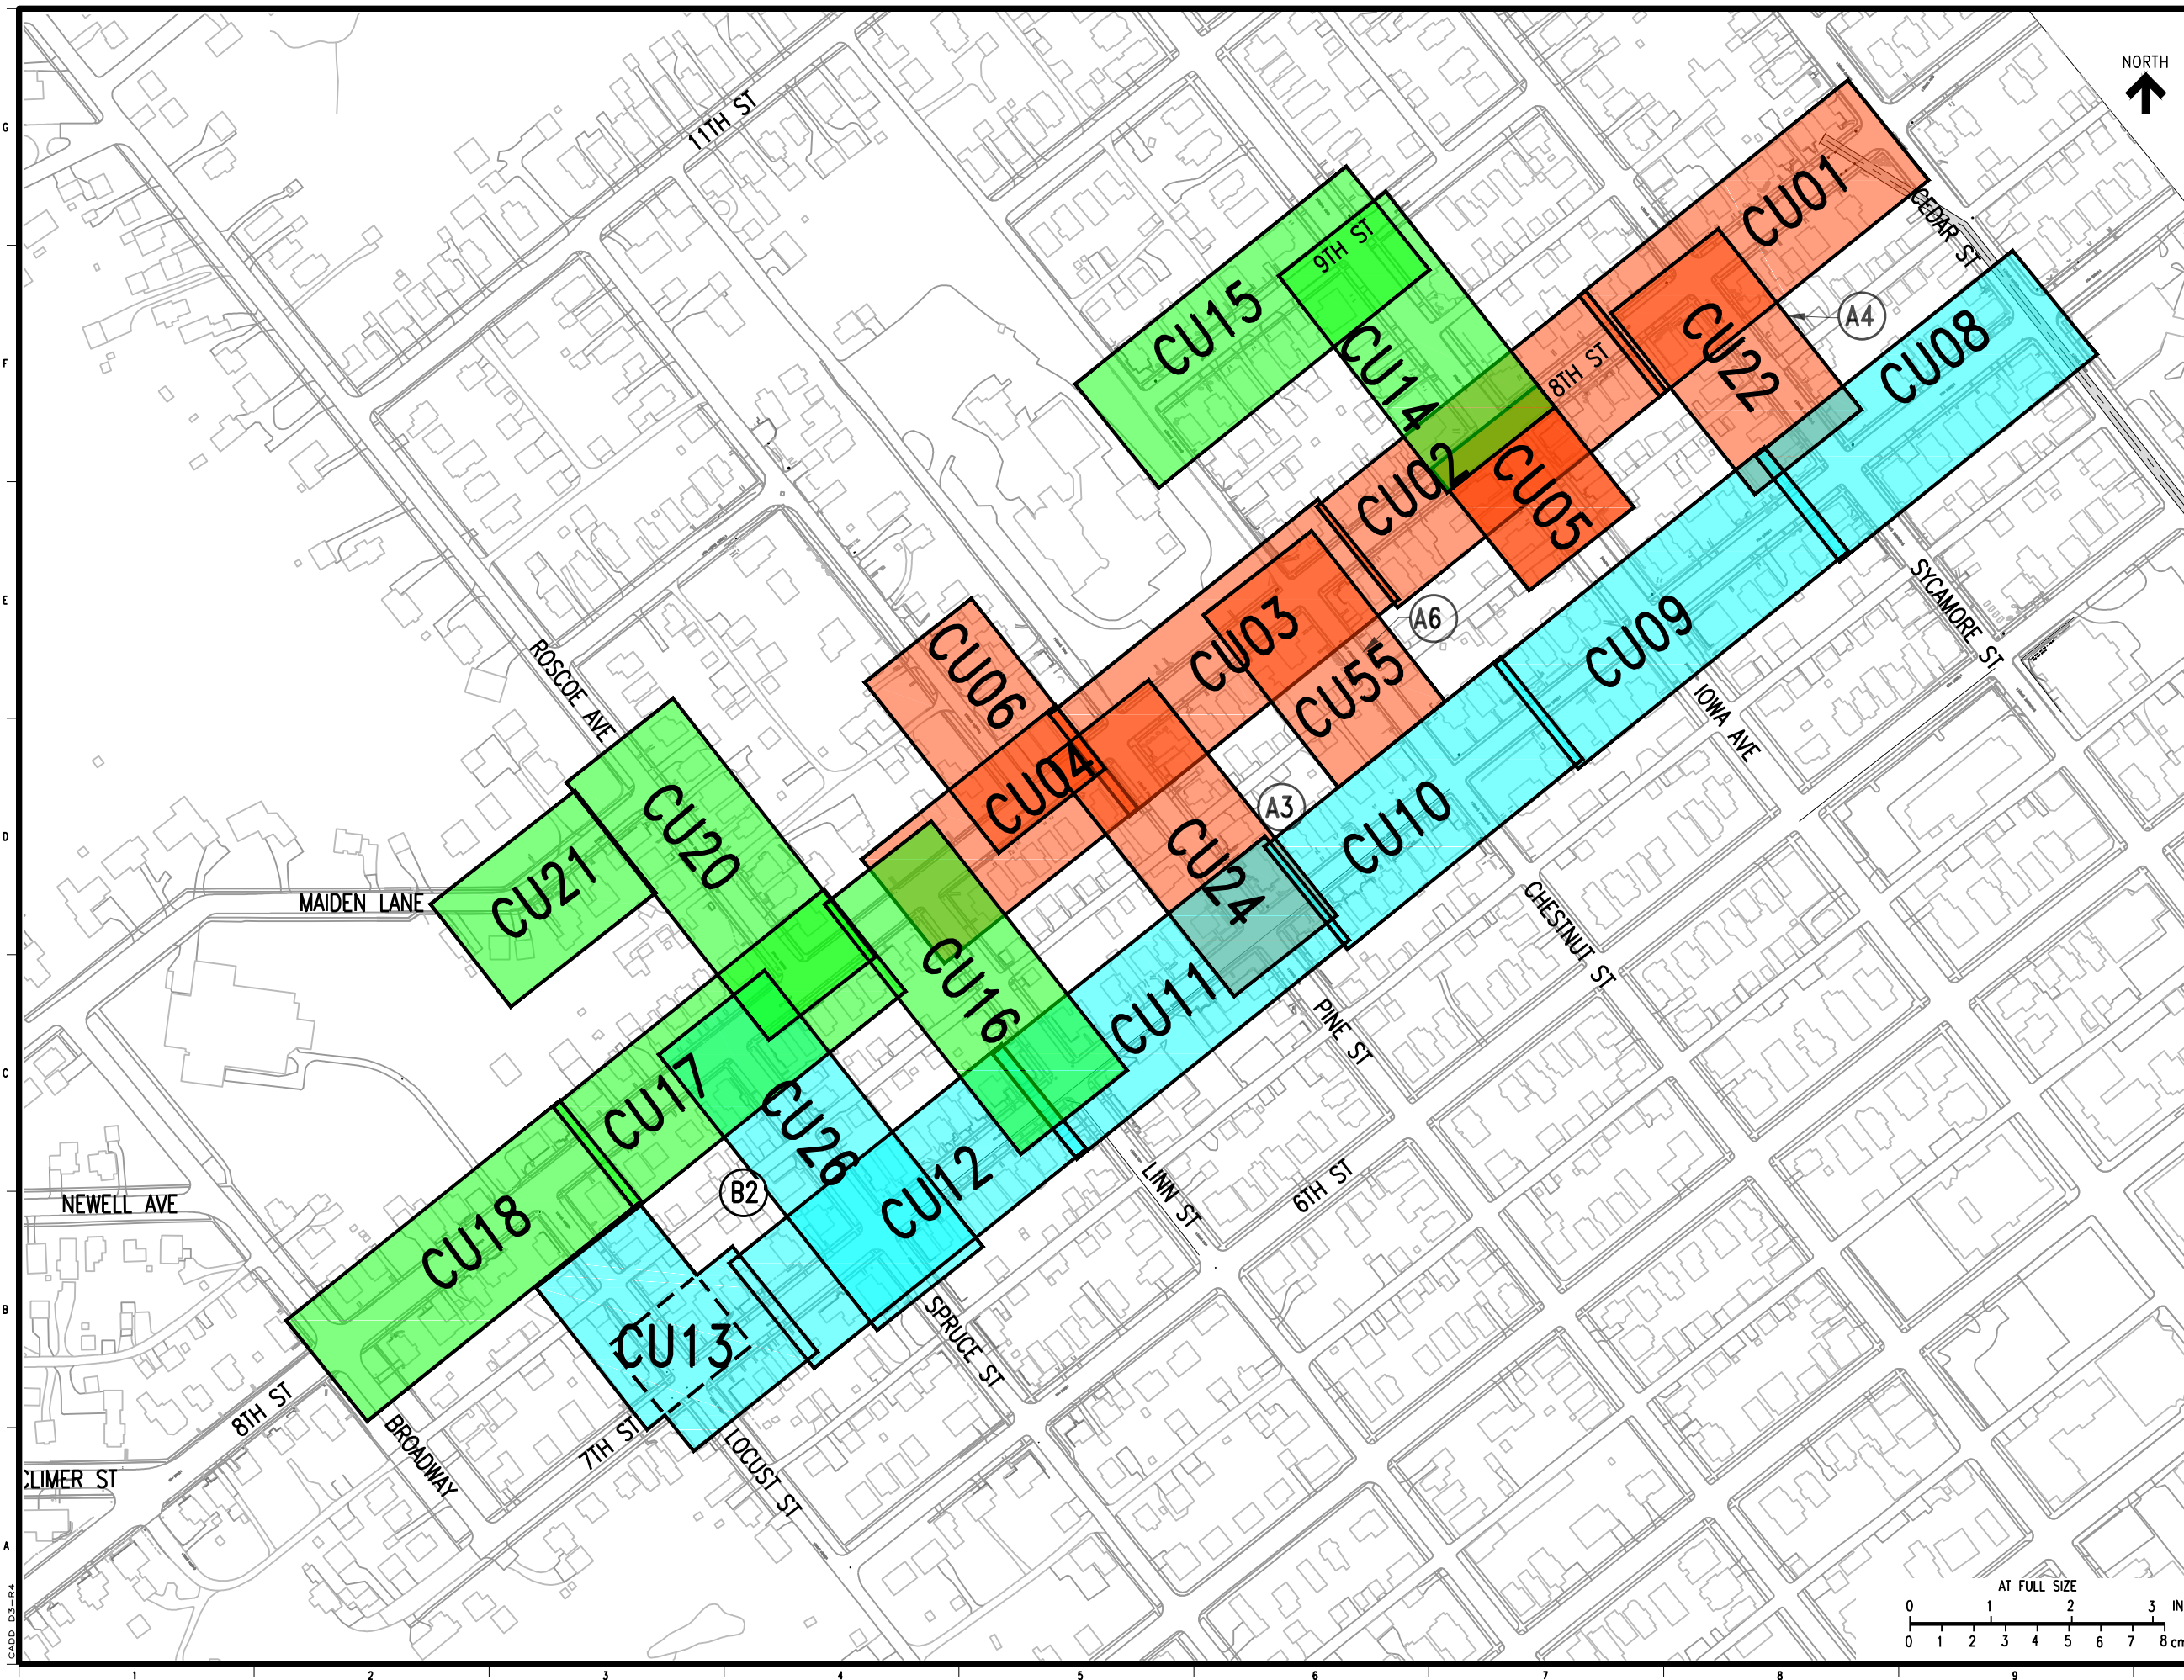 NORTH
G
11TH ST
CU01
CEDAR ST
9TH ST
CU15
A4
CU14
CU22
CU08
F
8TH ST
CU02
CU05
E
CU03
A6
CU06
CU55
CU09
SYCAMORE ST
ROSCOE AVE
IOWA AVE
CU04
A3
D
CU20
CU10
CU21
CU24
MAIDEN LANE
CHESTNUT ST
CU16
CU11
PINE ST
C
CU17
CU26
B2
CU12
LINN ST
6TH ST
NEWELL AVE
CU18
B
CU13
SPRUCE ST
8TH ST
BROADWAY
7TH ST
LOCUST ST
CLIMER ST
A
CADD D3-R4
AT FULL SIZE
0 1 2 3 IN
0 1 2 3 4 5 6 7 8 cm
1 2 3 4 5 6 7 8 9